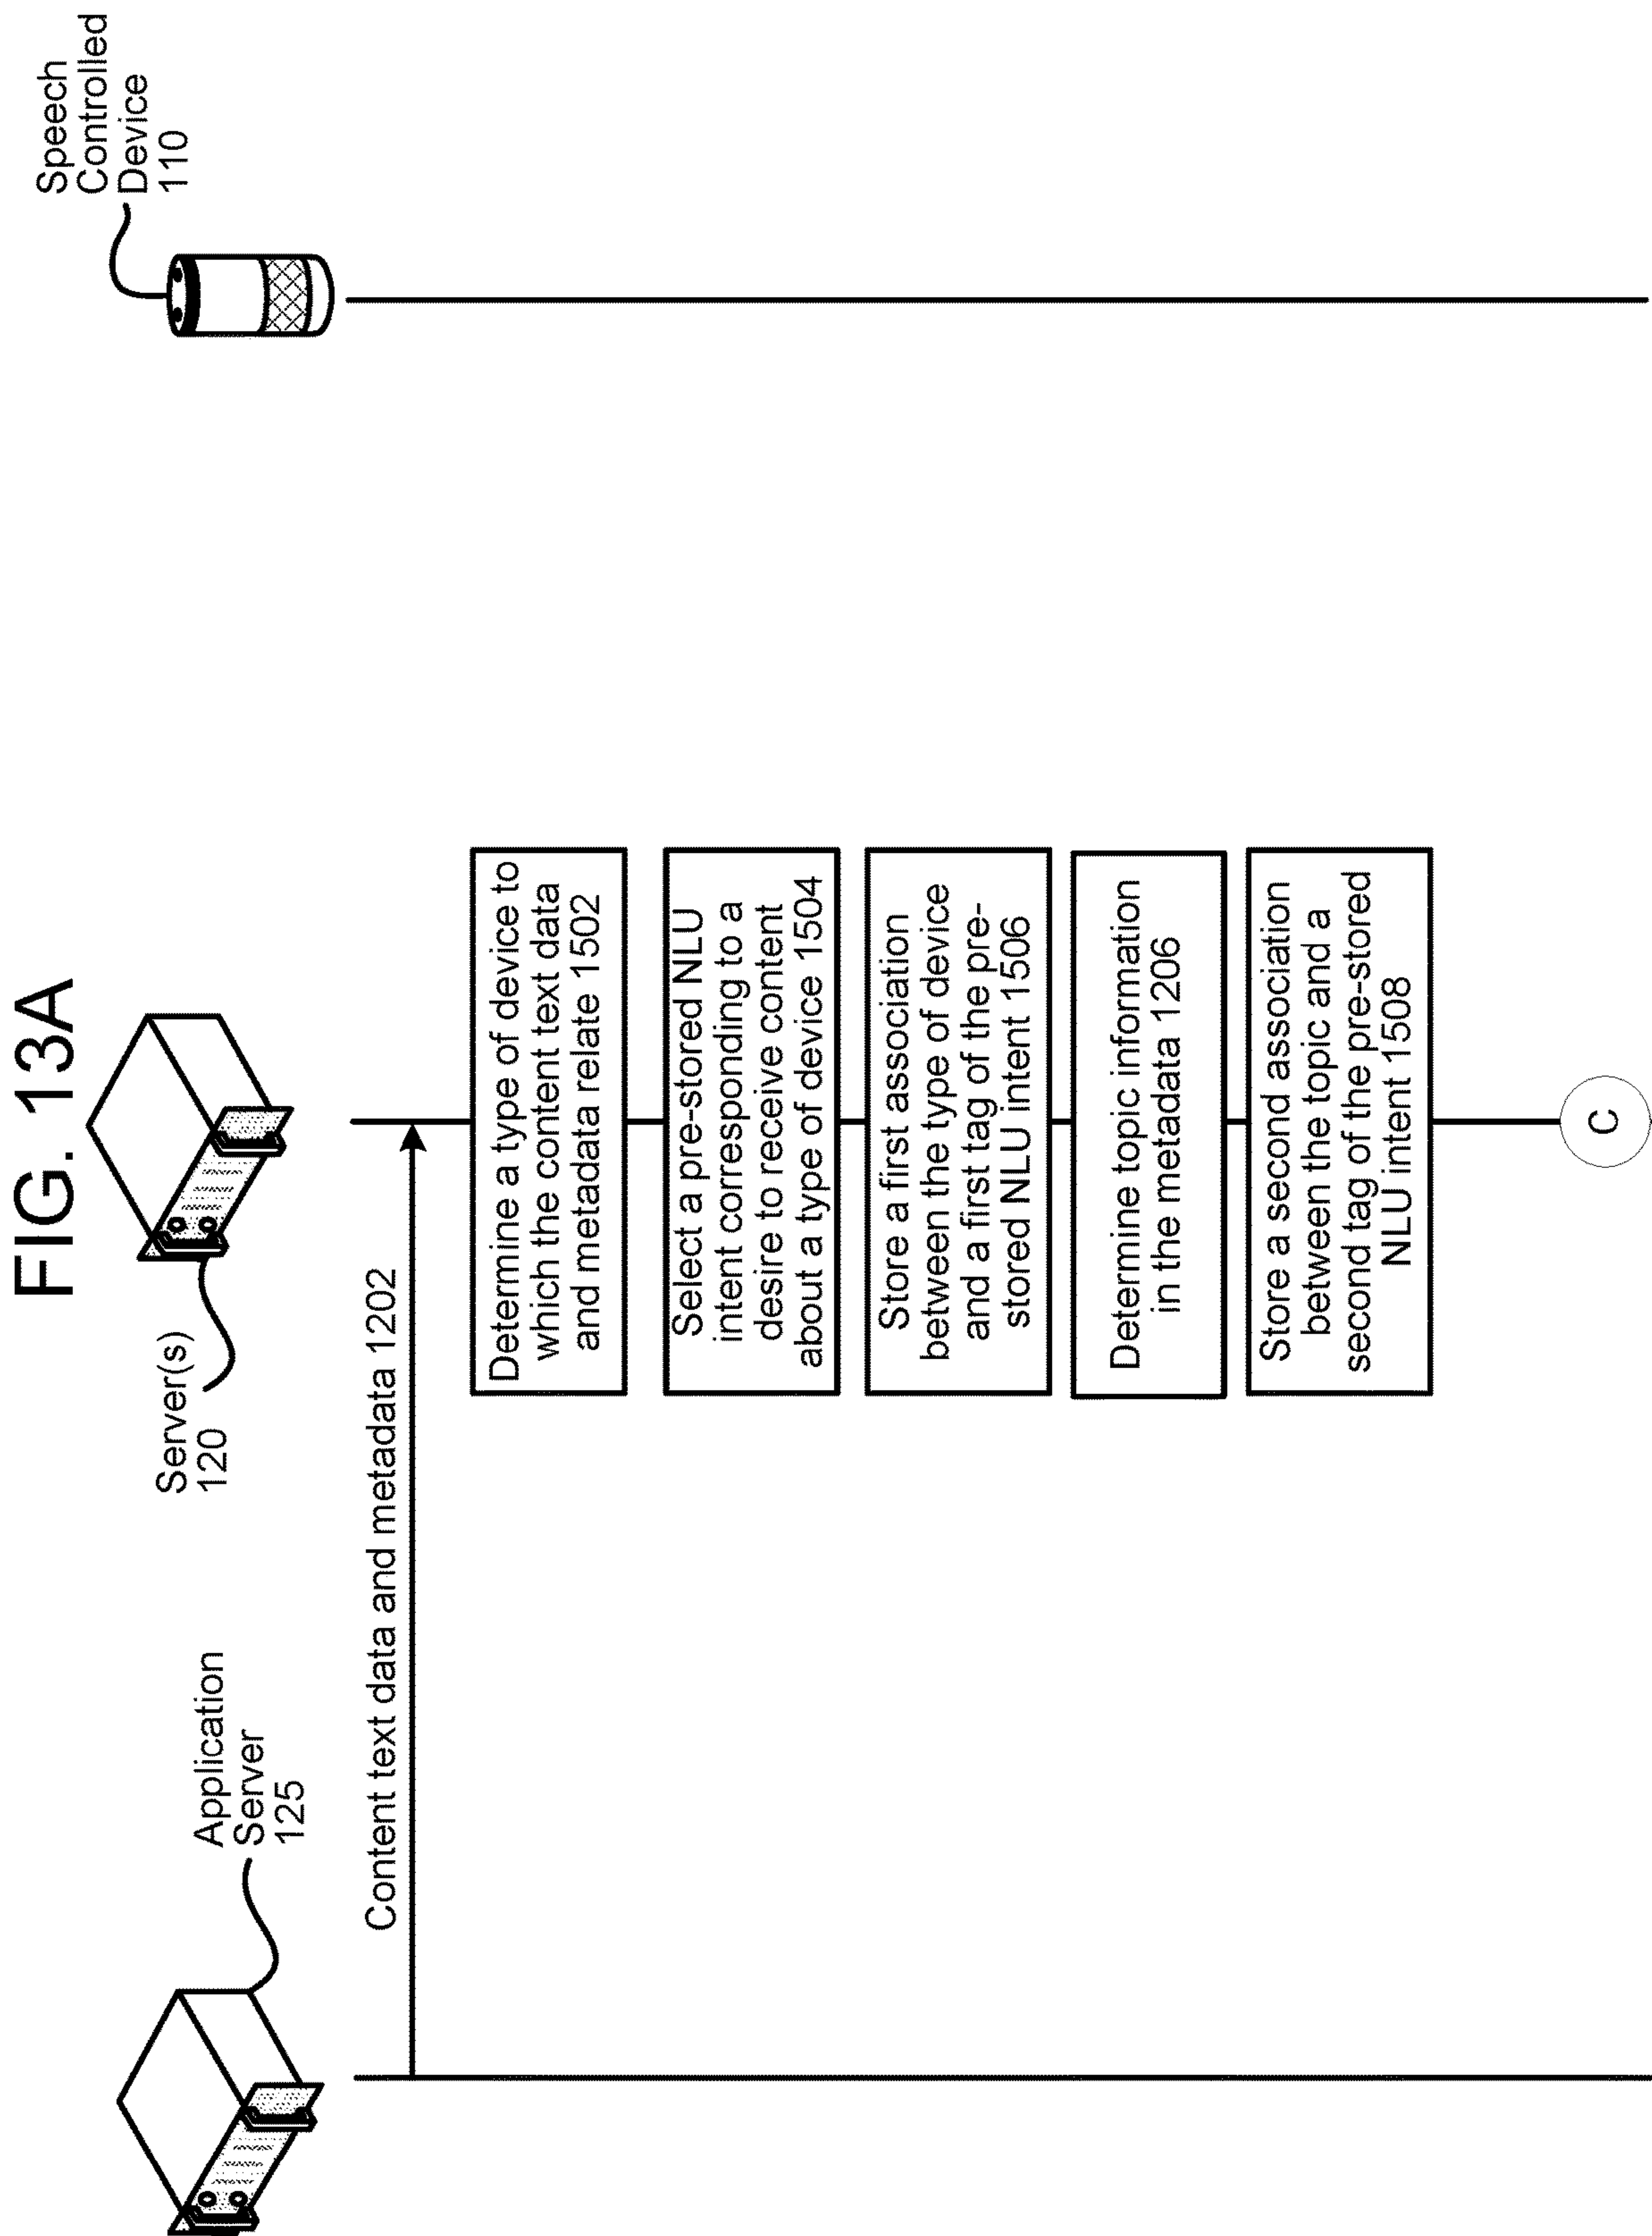 FIG. 13A
Application
Server
125
Server(s)
120
Speech
Controlled
Device
110
Content text data and metadata 1202
Determine a type of device to
which the content text data
and metadata relate 1502
Select a pre-stored NLU
intent corresponding to a
desire to receive content
about a type of device 1504
Store a first association
between the type of device
and a first tag of the pre-
stored NLU intent 1506
Determine topic information
in the metadata 1206
Store a second association
between the topic and a
second tag of the pre-stored
NLU intent 1508
C